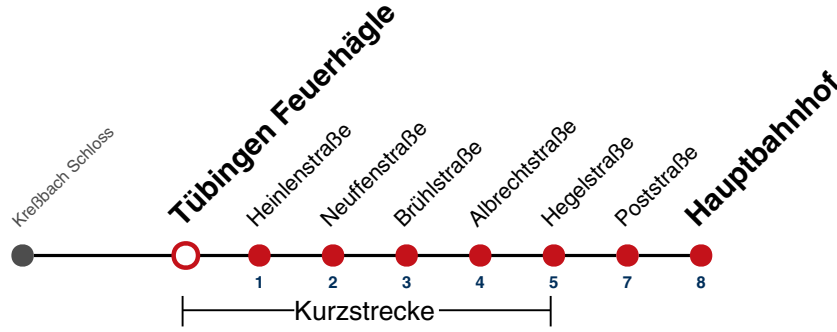 Kreßbach Schloss
Tübingen Feuerhägle
Heinlenstraße
Neuffenstraße
Brühlstraße
Albrechtstraße
Hegelstraße
Poststraße
Hauptbahnhof
1 2 3 4 5 7 8
Kurzstrecke